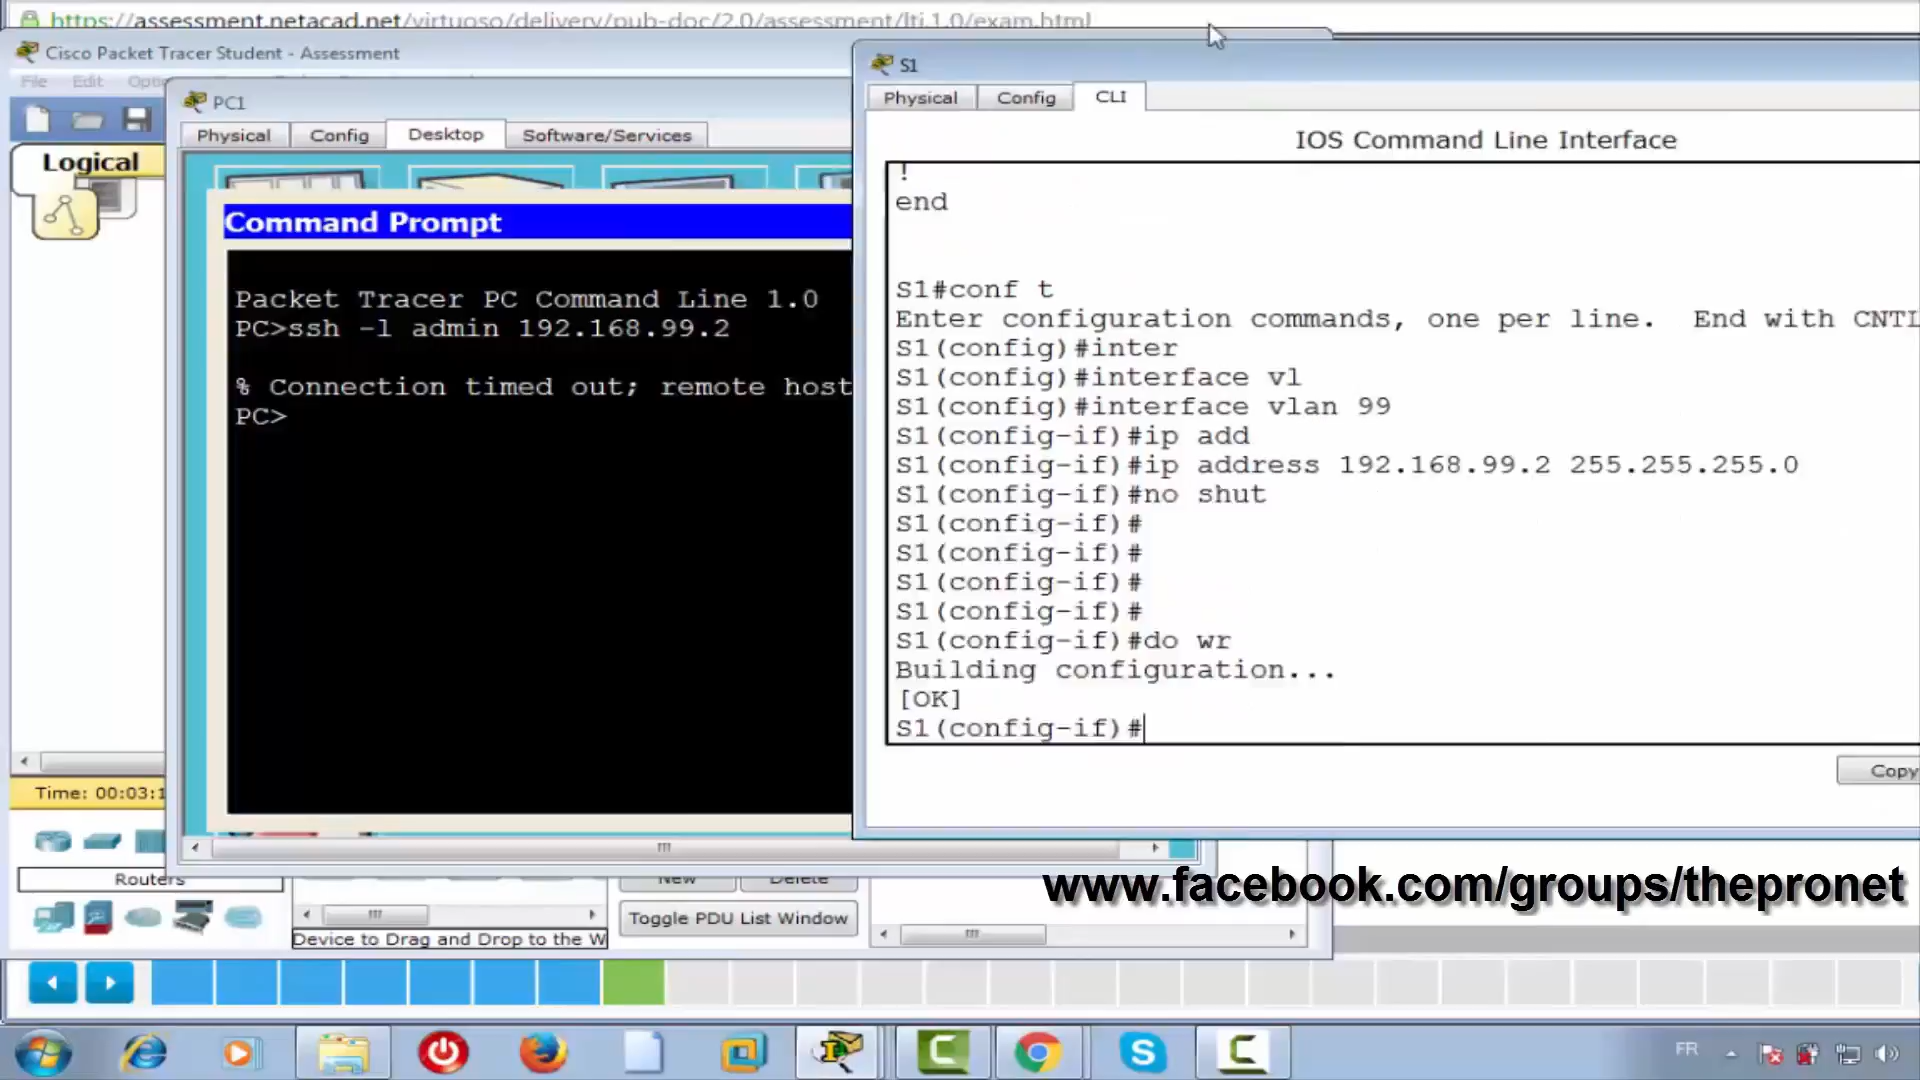 https://assessment.netacad.net/virtuoso/delivery/pub-doc/2.0/assessment/lti.1.0/exam.html
Cisco Packet Tracer Student - Assessment
File Edit
PC1
Physical Config Desktop Software/Services
Logical
Command Prompt
Packet Tracer PC Command Line 1.0
PC>ssh -l admin 192.168.99.2
% Connection timed out; remote host
PC>
S1
Physical Config CLI
IOS Command Line Interface
!
end
S1#conf t
Enter configuration commands, one per line. End with CNTL
S1(config)#inter
S1(config)#interface vl
S1(config)#interface vlan 99
S1(config-if)#ip add
S1(config-if)#ip address 192.168.99.2 255.255.255.0
S1(config-if)#no shut
S1(config-if)#
S1(config-if)#
S1(config-if)#
S1(config-if)#
S1(config-if)#do wr
Building configuration...
[OK]
S1(config-if)#
Copy
Time: 00:03:1
Routers
New Delete
Toggle PDU List Window
Device to Drag and Drop to the W
www.facebook.com/groups/thepronet
FR